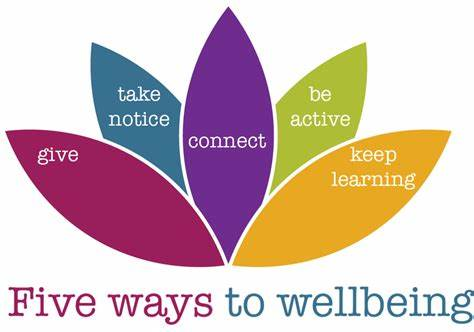 give
take
notice
connect
be
active
keep
learning
Five ways to wellbeing